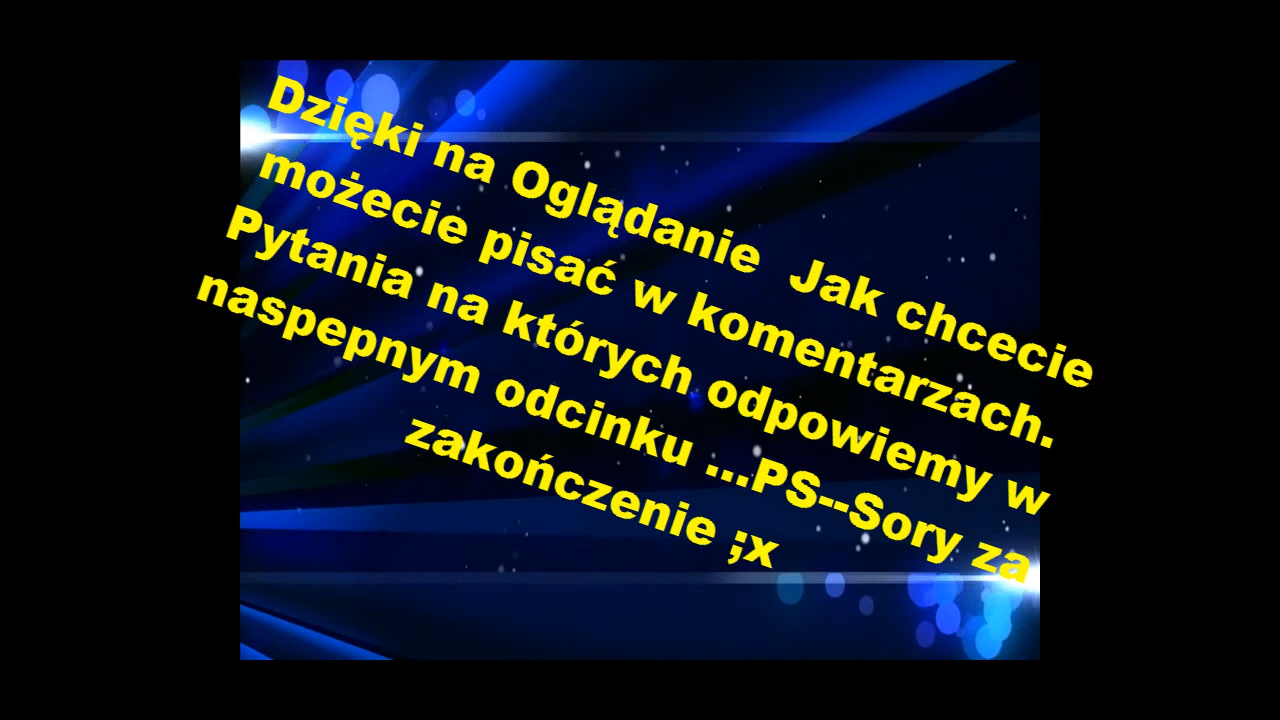 Dzięki na Oglądanie  Jak chcecie
możecie pisać w komentarzach.
Pytania na których odpowiemy w
naspepnym odcinku ...PS--Sory za
zakończenie ;x